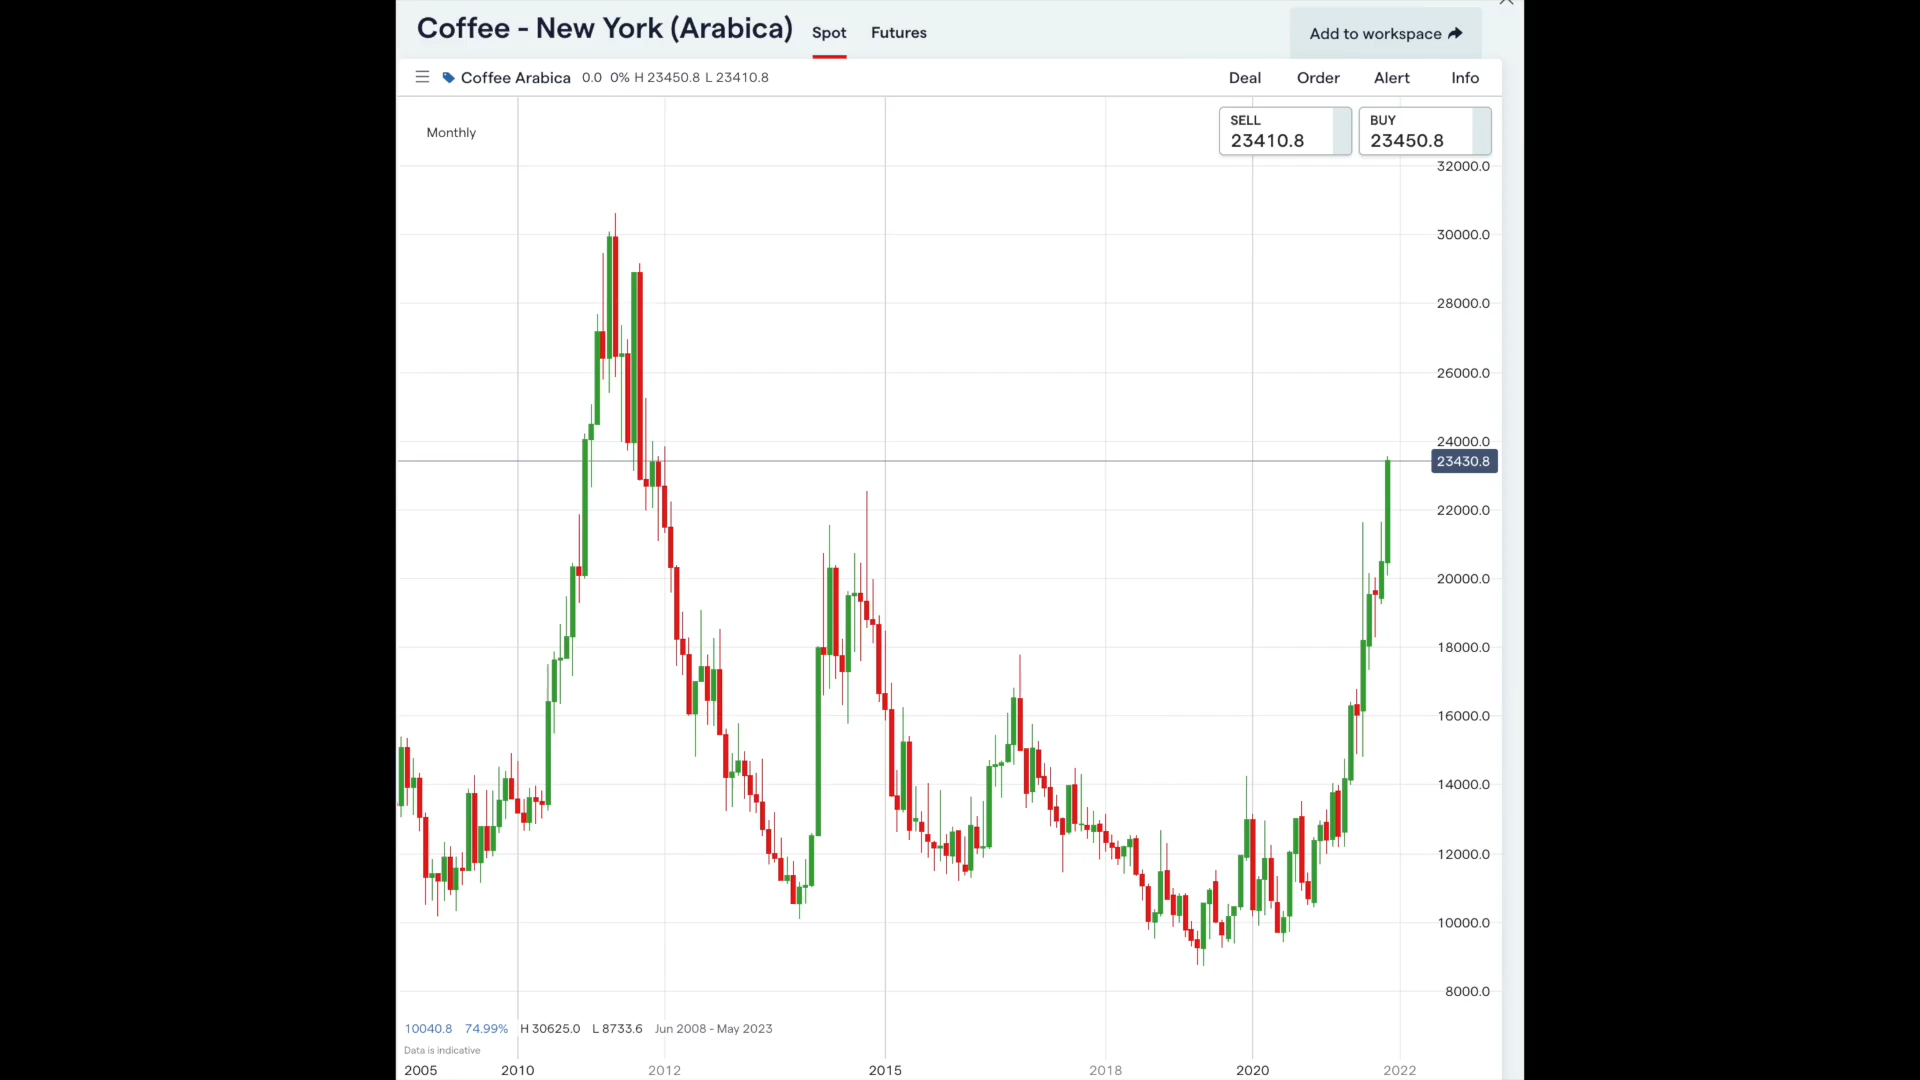 Coffee - New York (Arabica) Spot Futures Add to workspace
Coffee Arabica 0.0 0% H 23450.8 L 23410.8 Deal Order Alert Info
SELL BUY
23410.8 23450.8
Monthly
32000.0
30000.0
28000.0
26000.0
24000.0
23430.8
22000.0
20000.0
18000.0
16000.0
14000.0
12000.0
10000.0
8000.0
10040.8 74.99% H 30625.0 L 8733.6 Jun 2008 - May 2023
Data is indicative
2005 2010 2012 2015 2018 2020 2022